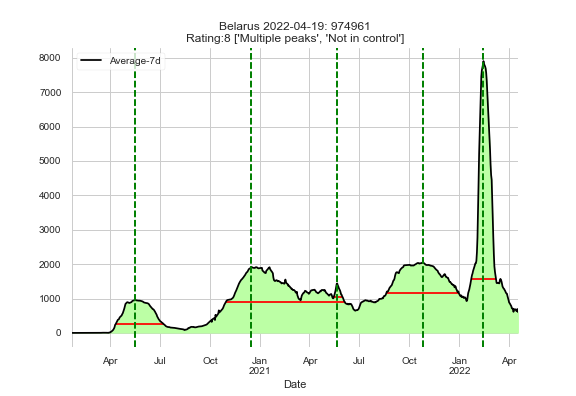 Belarus 2022-04-19: 974961
Rating:8 ['Multiple peaks', 'Not in control']
Average-7d
8000
7000
6000
5000
4000
3000
2000
1000
0
Apr Jul Oct Jan Apr Jul Oct Jan Apr
2021 2022
Date